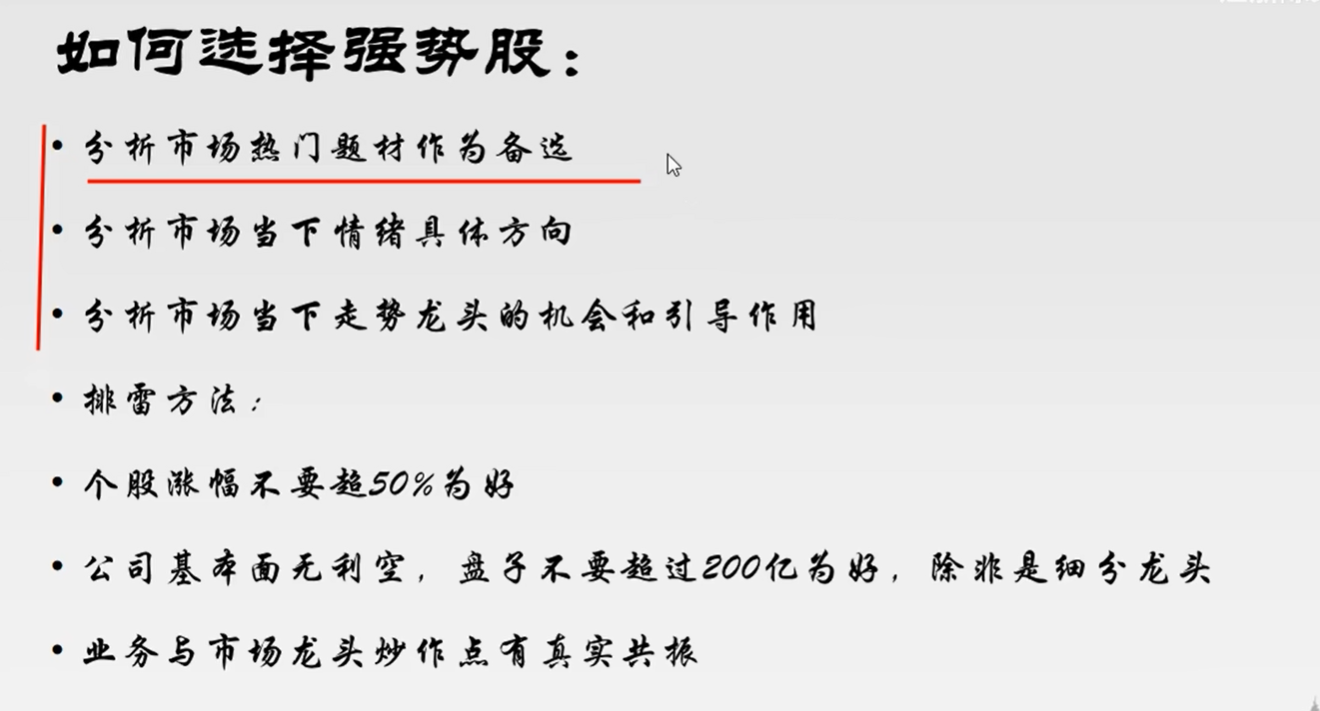 如何选择强势股：
• 分析市场热门题材作为备选
• 分析市场当下情绪具体方向
• 分析市场当下走势龙头的机会和引导作用
• 排雷方法：
• 个股涨幅不要超50%为好
• 公司基本面无利空，盘子不要超过200亿为好，除非是细分龙头
• 业务与市场龙头炒作点有真实共振